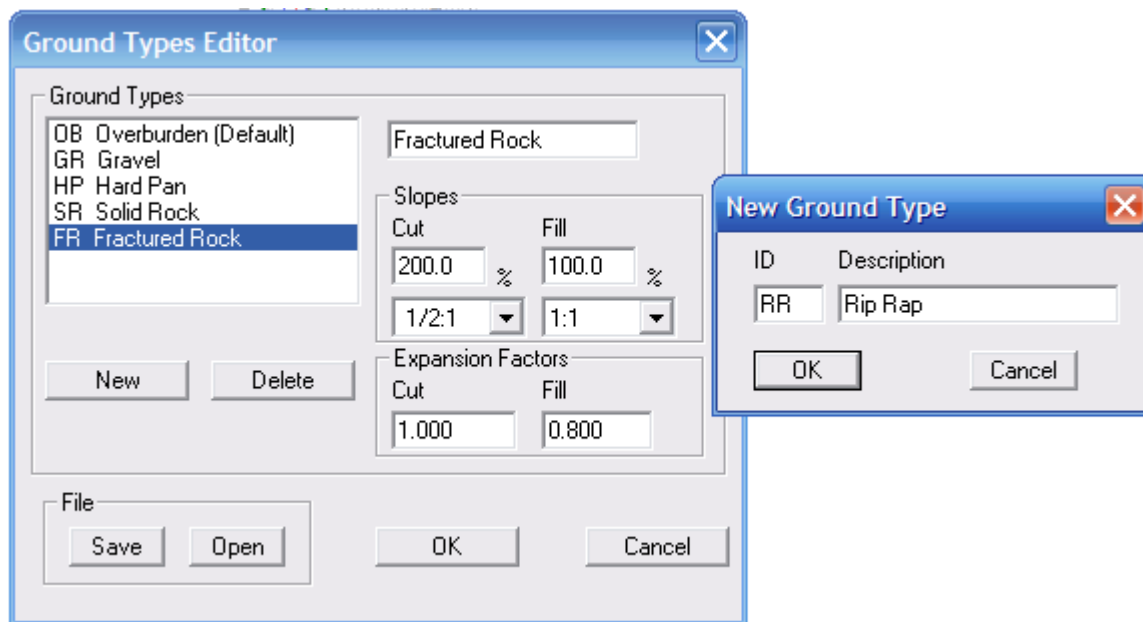 Ground Types Editor
Ground Types
OB Overburden (Default)
GR Gravel
HP Hard Pan
SR Solid Rock
FR Fractured Rock
New
Delete
Fractured Rock
Slopes
Cut Fill
200.0 % 100.0 %
1/2:1 1:1
Expansion Factors
Cut Fill
1.000 0.800
File
Save Open
OK Cancel
New Ground Type
ID Description
RR Rip Rap
OK Cancel